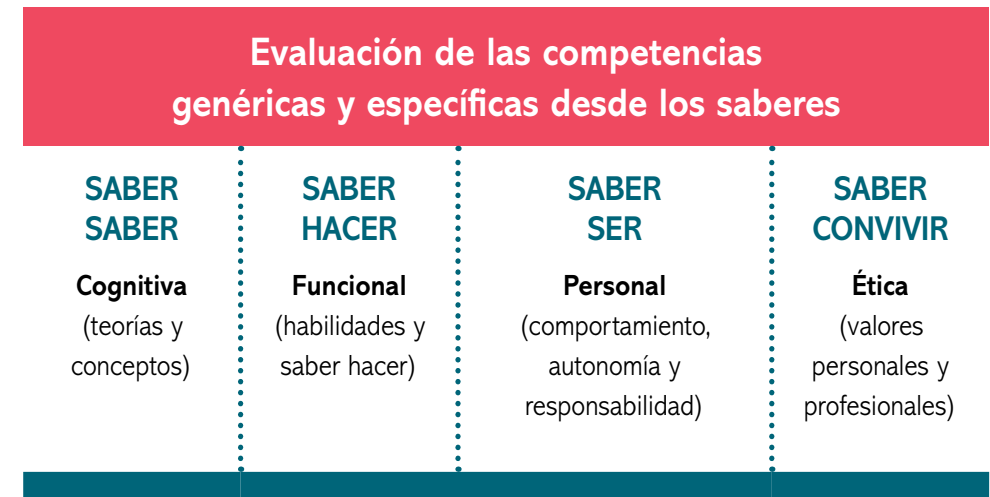 Evaluación de las competencias
genéricas y específicas desde los saberes
SABER
SABER
Cognitiva
(teorías y
conceptos)
SABER
HACER
Funcional
(habilidades y
saber hacer)
SABER
SER
Personal
(comportamiento,
autonomía y
responsabilidad)
SABER
CONVIVIR
Ética
(valores
personales y
profesionales)